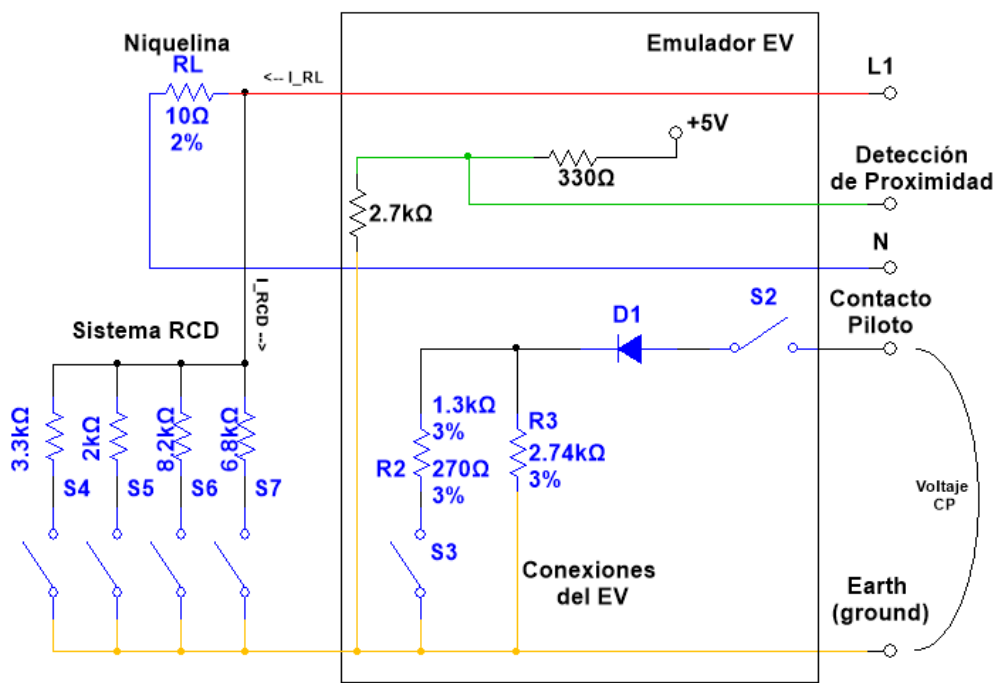 Niquelina
RL
10Ω
2%
<-- I_RL
Emulador EV
L1
+5V
330Ω
2.7kΩ
Detección
de Proximidad
N
I_RCD -->
Sistema RCD
3.3kΩ
2kΩ
8.2kΩ
6.8kΩ
S4
S5
S6
S7
D1
S2
Contacto
Piloto
1.3kΩ
3%
R2
270Ω
3%
R3
2.74kΩ
3%
S3
Voltaje
CP
Conexiones
del EV
Earth
(ground)